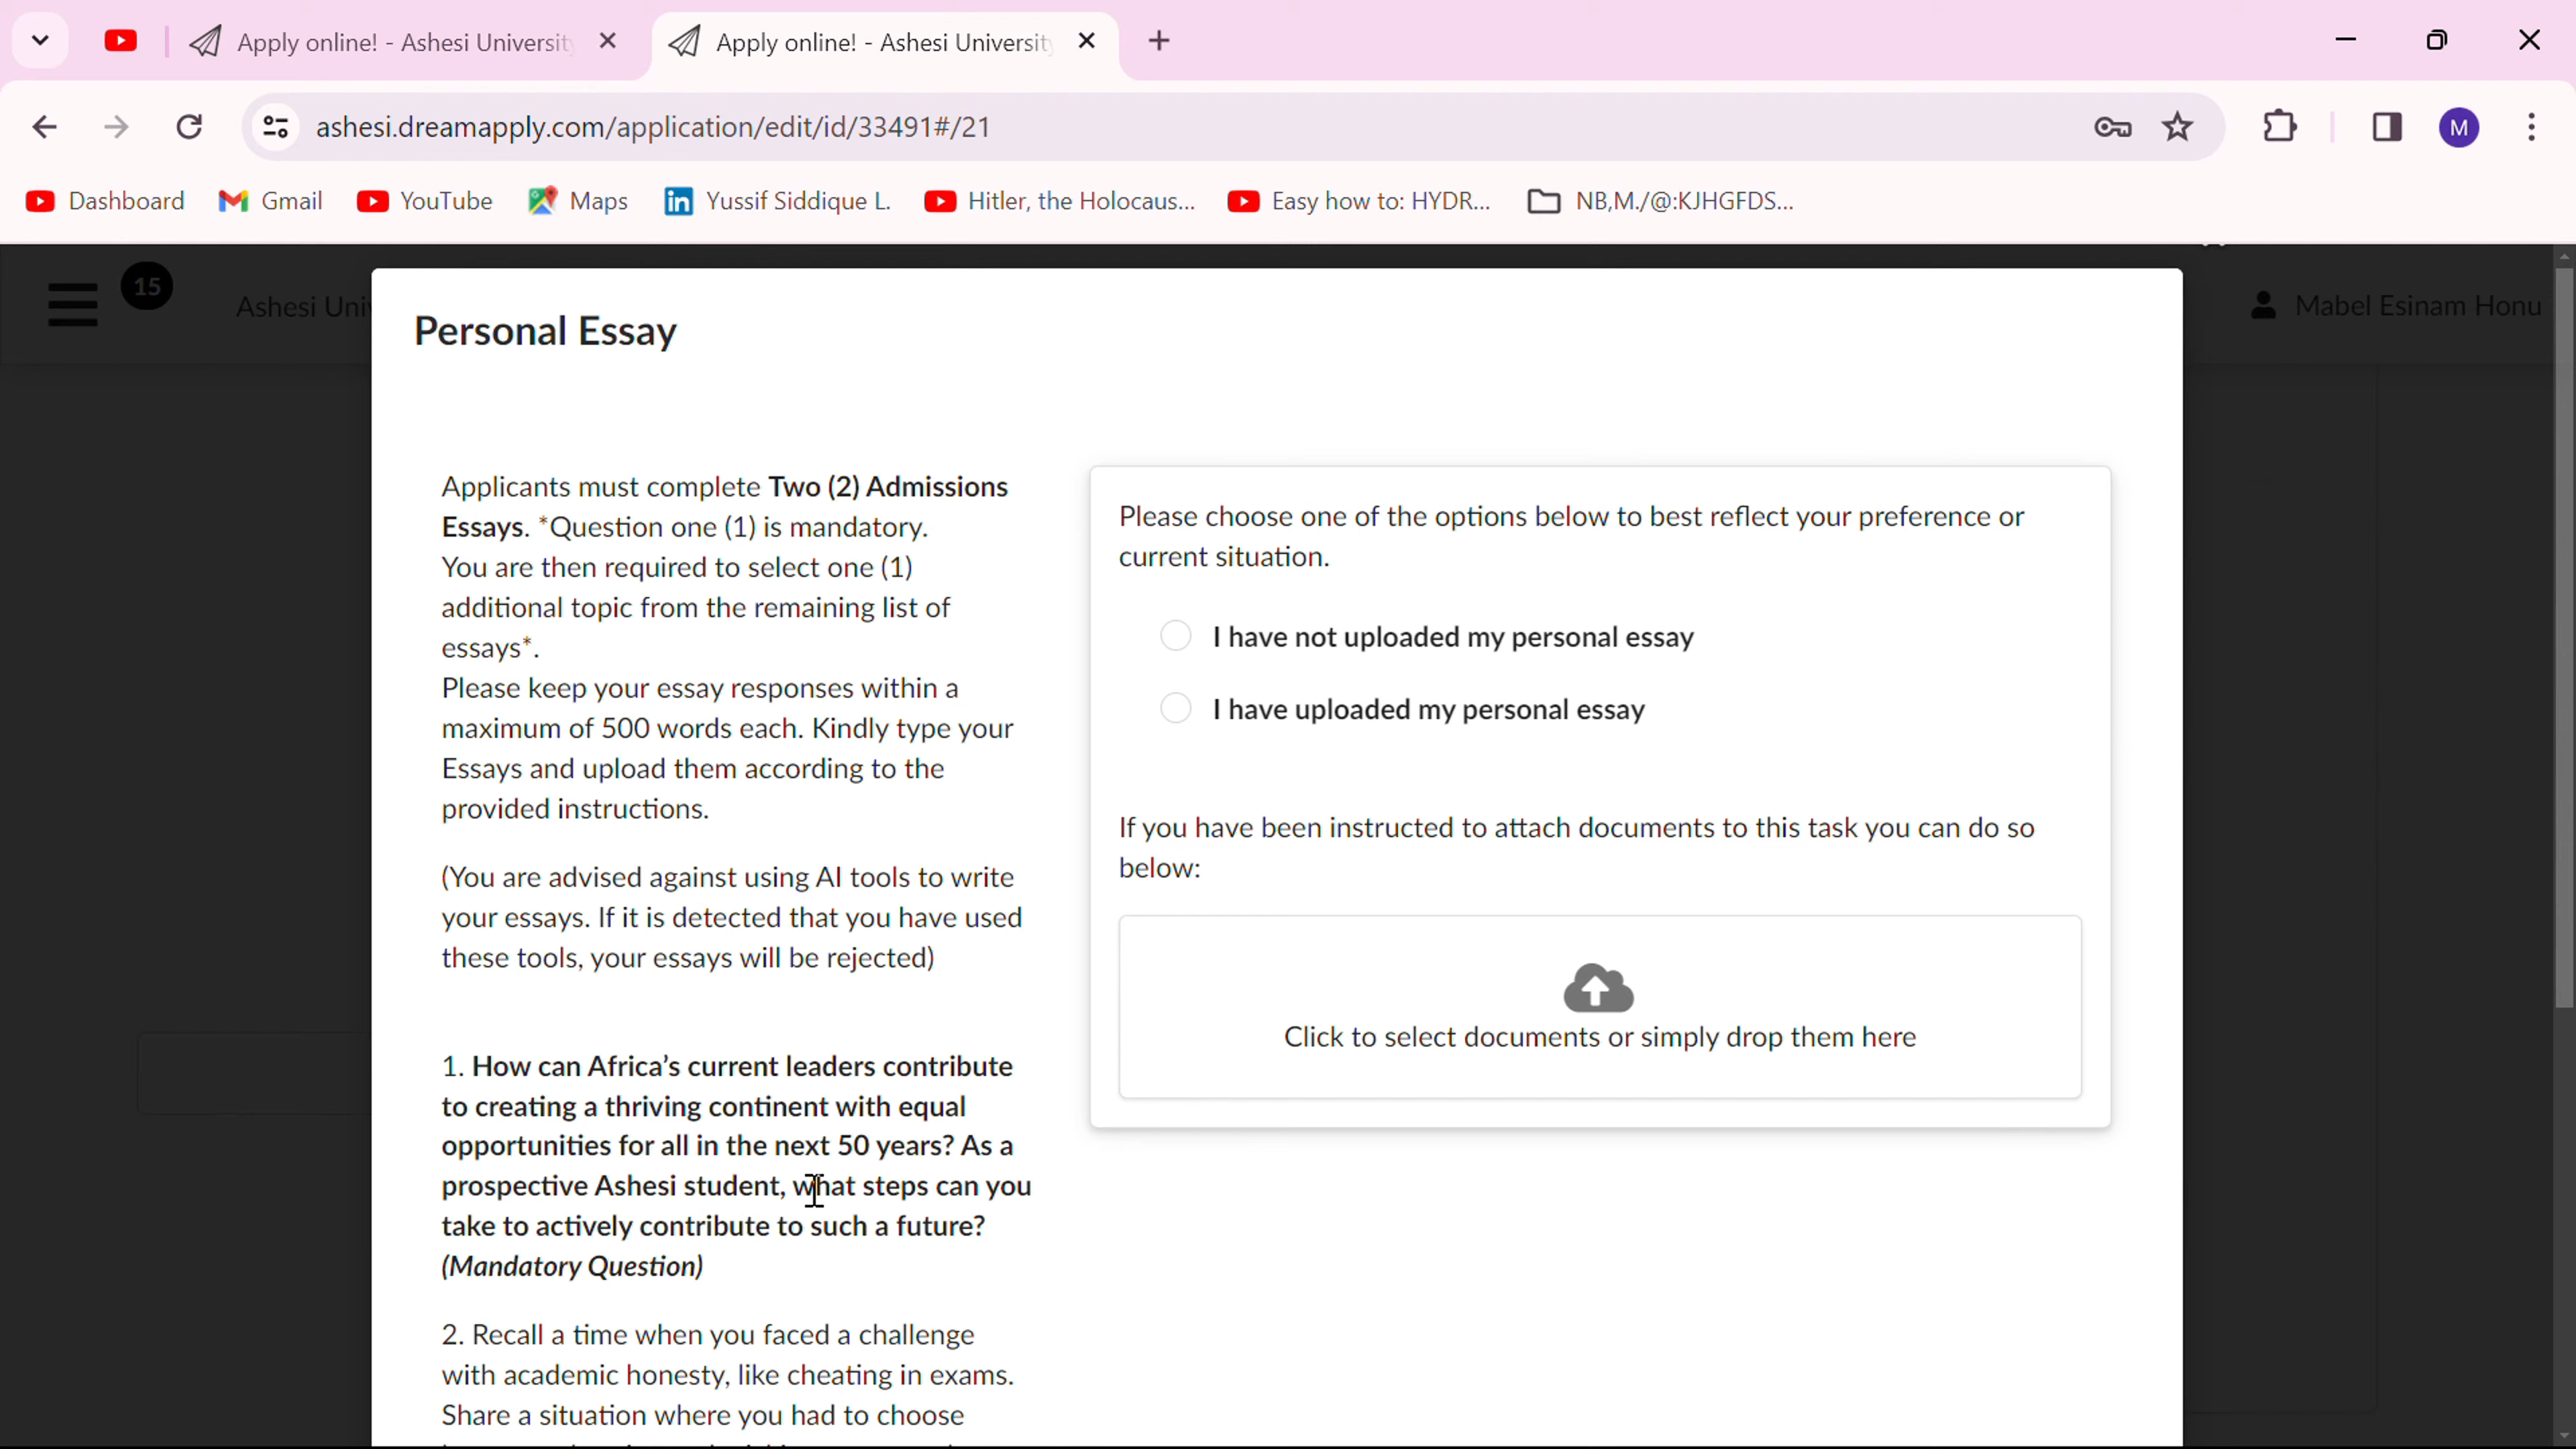 Apply online! - Ashesi University
Apply online! - Ashesi University
ashesi.dreamapply.com/application/edit/id/33491#/21
M
Dashboard
Gmail
YouTube
Maps
Yussif Siddique L.
Hitler, the Holocaus...
Easy how to: HYDR...
NB,M./@:KJHGFDS...
15
Ashesi Uni
Mabel Esinam Honu
Personal Essay
Applicants must complete Two (2) Admissions
Essays. *Question one (1) is mandatory.
You are then required to select one (1)
additional topic from the remaining list of
essays*.
Please keep your essay responses within a
maximum of 500 words each. Kindly type your
Essays and upload them according to the
provided instructions.
(You are advised against using AI tools to write
your essays. If it is detected that you have used
these tools, your essays will be rejected)
1. How can Africa’s current leaders contribute
to creating a thriving continent with equal
opportunities for all in the next 50 years? As a
prospective Ashesi student, what steps can you
take to actively contribute to such a future?
(Mandatory Question)
2. Recall a time when you faced a challenge
with academic honesty, like cheating in exams.
Share a situation where you had to choose
Please choose one of the options below to best reflect your preference or
current situation.
I have not uploaded my personal essay
I have uploaded my personal essay
If you have been instructed to attach documents to this task you can do so
below:
Click to select documents or simply drop them here